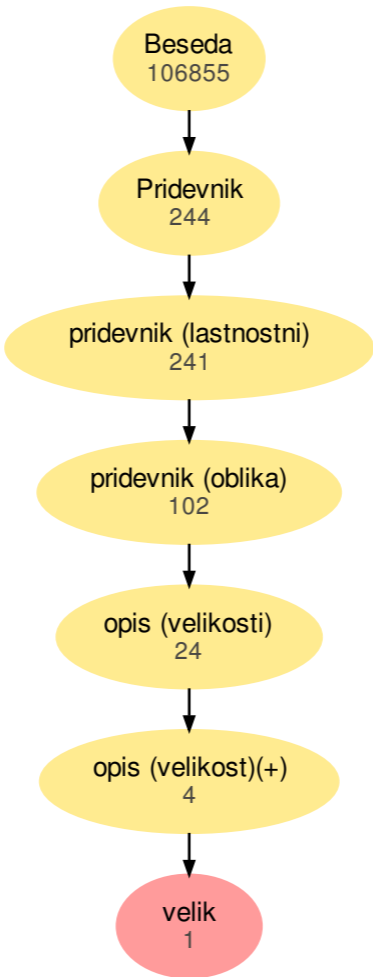 Beseda
106855
Pridevnik
244
pridevnik (lastnostni)
241
pridevnik (oblika)
102
opis (velikosti)
24
opis (velikost)(+)
4
velik
1